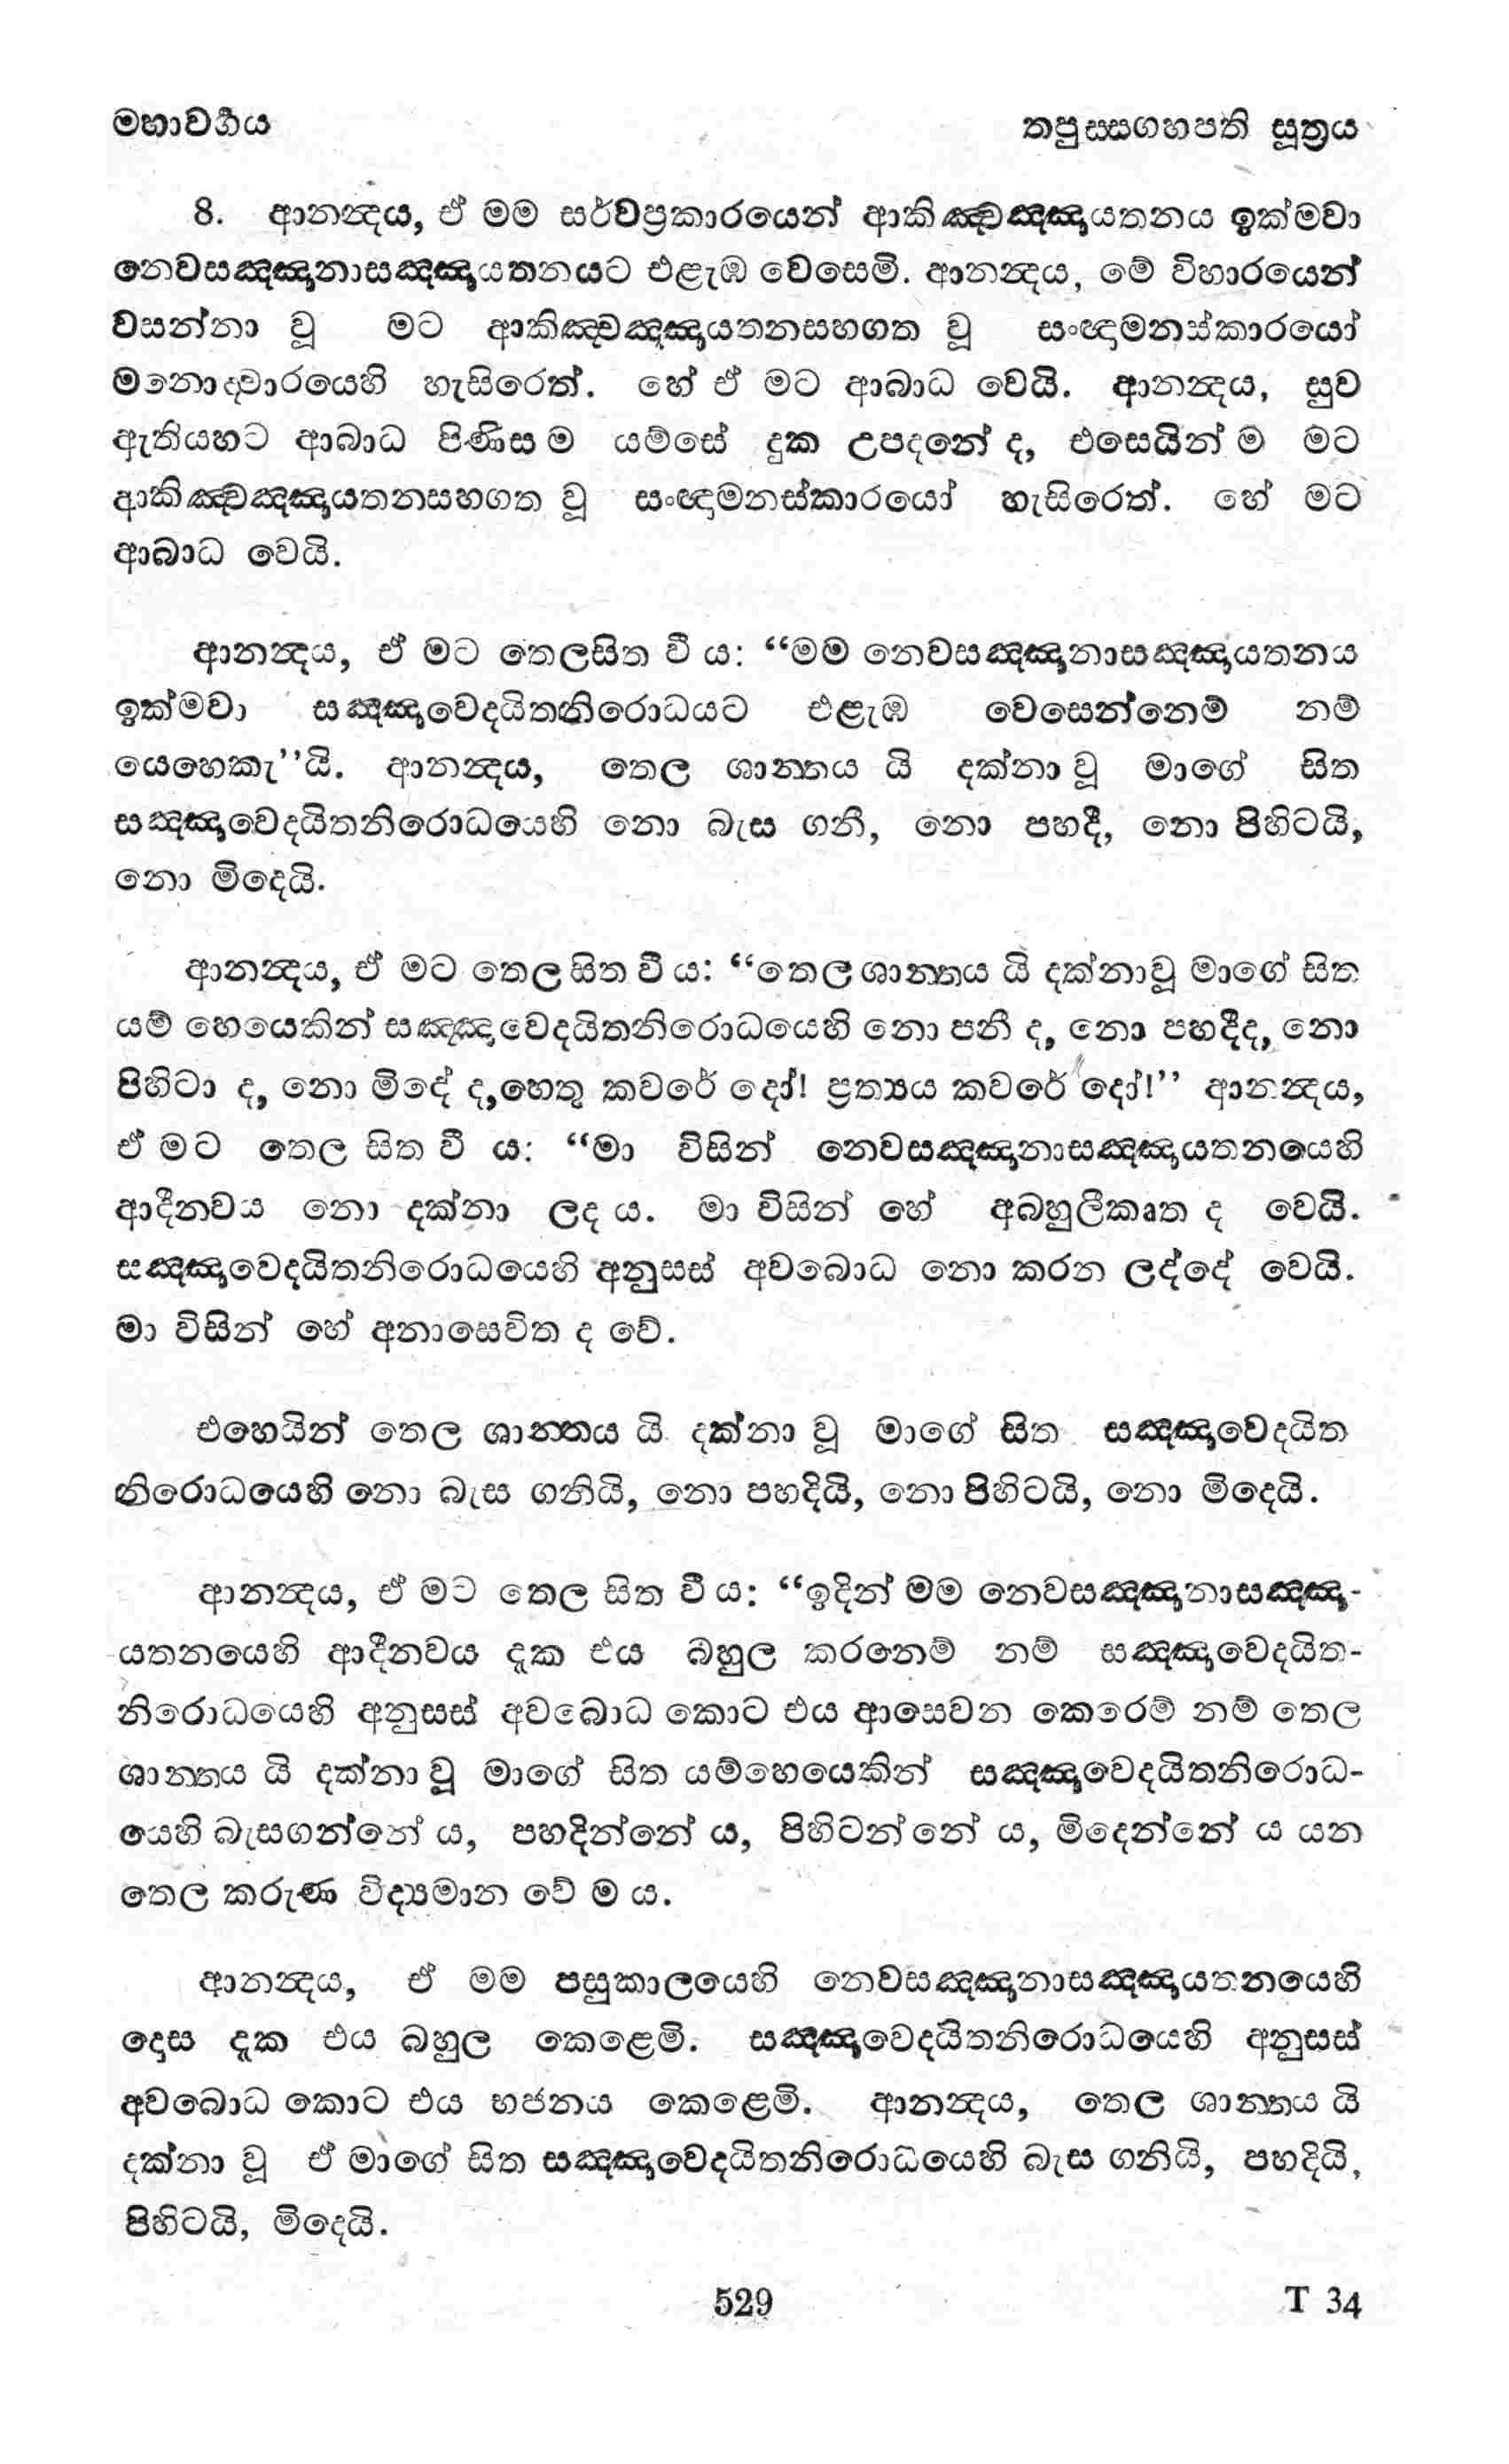 මහාවර්‍ගය
තපුස්සගහපති සූත්‍රය
8. ආනන්‍දය, ඒ මම සර්වප්‍රකාරයෙන් ආකිඤ්චඤ්ඤායතනය ඉක්මවා
නෙවසඤ්ඤානාසඤ්ඤායතනයට එළැඹ වෙසෙමි. ආනන්‍දය, මේ විහාරයෙන්
වසන්නා වූ මට ආකිඤ්චඤ්ඤායතනසහගත වූ සංඥාමනස්කාරයෝ
මනොද්‍වාරයෙහි හැසිරෙත්. හේ ඒ මට ආබාධ වෙයි. ආනන්‍දය, සුව
ඇතියහට ආබාධ පිණිස ම යම්සේ දුක උපදනේ ද, එසෙයින් ම මට
ආකිඤ්චඤ්ඤායතනසහගත වූ සංඥාමනස්කාරයෝ හැසිරෙත්. හේ මට
ආබාධ වෙයි.
ආනන්‍දය, ඒ මට තෙලසිත වී ය: “මම නෙවසඤ්ඤානාසඤ්ඤායතනය
ඉක්මවා සඤ්ඤාවෙදයිතනිරොධයට එළැඹ වෙසෙන්නෙම් නම්
යෙහෙකැ”යි. ආනන්‍දය, තෙල ශාන්‍තය යි දක්නා වූ මාගේ සිත
සඤ්ඤාවෙදයිතනිරොධයෙහි නො බැස ගනී, නො පහදී, නො පිහිටයි,
නො මිදෙයි.
ආනන්‍දය, ඒ මට තෙල සිත වී ය: “තෙල ශාන්‍තය යි දක්නාවූ මාගේ සිත
යම් හෙයෙකින් සඤ්ඤාවෙදයිතනිරොධයෙහි නො පනී ද, නො පහදීද, නො
පිහිටා ද, නො මිදේ ද,හෙතු කවරේ දෝ! ප්‍රත්‍යය කවරේ දෝ!” ආනන්‍දය,
ඒ මට තෙල සිත වී ය: “මා විසින් නෙවසඤ්ඤානාසඤ්ඤායතනයෙහි
ආදීනවය නො දක්නා ලද ය. මා විසින් හේ අබහුලීකෘත ද වෙයි.
සඤ්ඤාවෙදයිතනිරොධයෙහි අනුසස් අවබොධ නො කරන ලද්දේ වෙයි.
මා විසින් හේ අනාසෙවිත ද වේ.
එහෙයින් තෙල ශාන්‍තය යි දක්නා වූ මාගේ සිත සඤ්ඤාවෙදයිත
නිරොධයෙහි නො බැස ගනියි, නො පහදියි, නො පිහිටයි, නො මිදෙයි.
ආනන්‍දය, ඒ මට තෙල සිත වී ය: “ඉදින් මම නෙවසඤ්ඤානාසඤ්ඤා-
යතනයෙහි ආදීනවය දැක එය බහුල කරනෙම් නම් සඤ්ඤාවෙදයිත-
නිරොධයෙහි අනුසස් අවබොධ කොට එය ආසෙවන කෙරෙම් නම් තෙල
ශාන්‍තය යි දක්නා වූ මාගේ සිත යම්හෙයෙකින් සඤ්ඤාවෙදයිතනිරොධ-
යෙහි බැසගන්නේ ය, පහදින්නේ ය, පිහිටන්නේ ය, මිදෙන්නේ ය යන
තෙල කරුණ විද්‍යමාන වේ ම ය.
ආනන්‍දය, ඒ මම පසුකාලයෙහි නෙවසඤ්ඤානාසඤ්ඤායතනයෙහි
දොස දැක එය බහුල කෙළෙමි. සඤ්ඤාවෙදයිතනිරොධයෙහි අනුසස්
අවබොධ කොට එය භජනය කෙළෙමි. ආනන්‍දය, තෙල ශාන්‍තය යි
දක්නා වූ ඒ මාගේ සිත සඤ්ඤාවෙදයිතනිරොධයෙහි බැස ගනියි, පහදියි,
පිහිටයි, මිදෙයි.
529
T 34